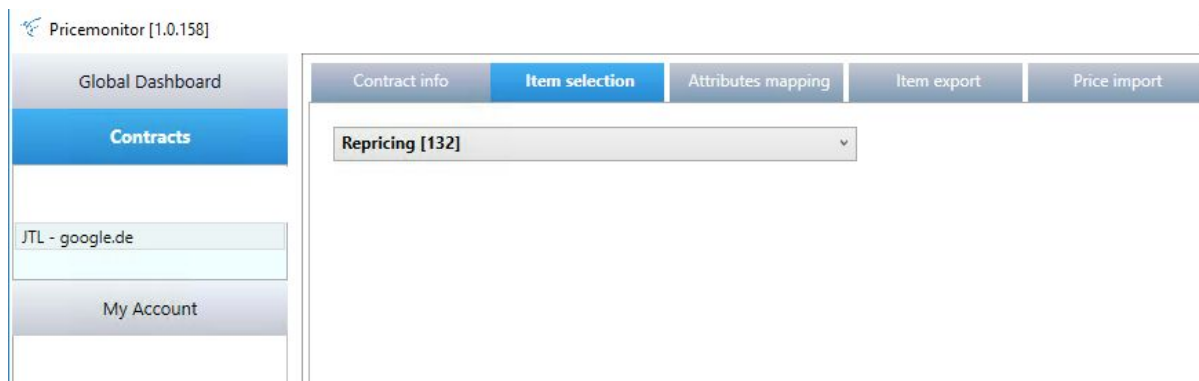 Pricemonitor [1.0.158]
Global Dashboard
Contracts
JTL - google.de
My Account
Contract info
Item selection
Attributes mapping
Item export
Price import
Repricing [132]